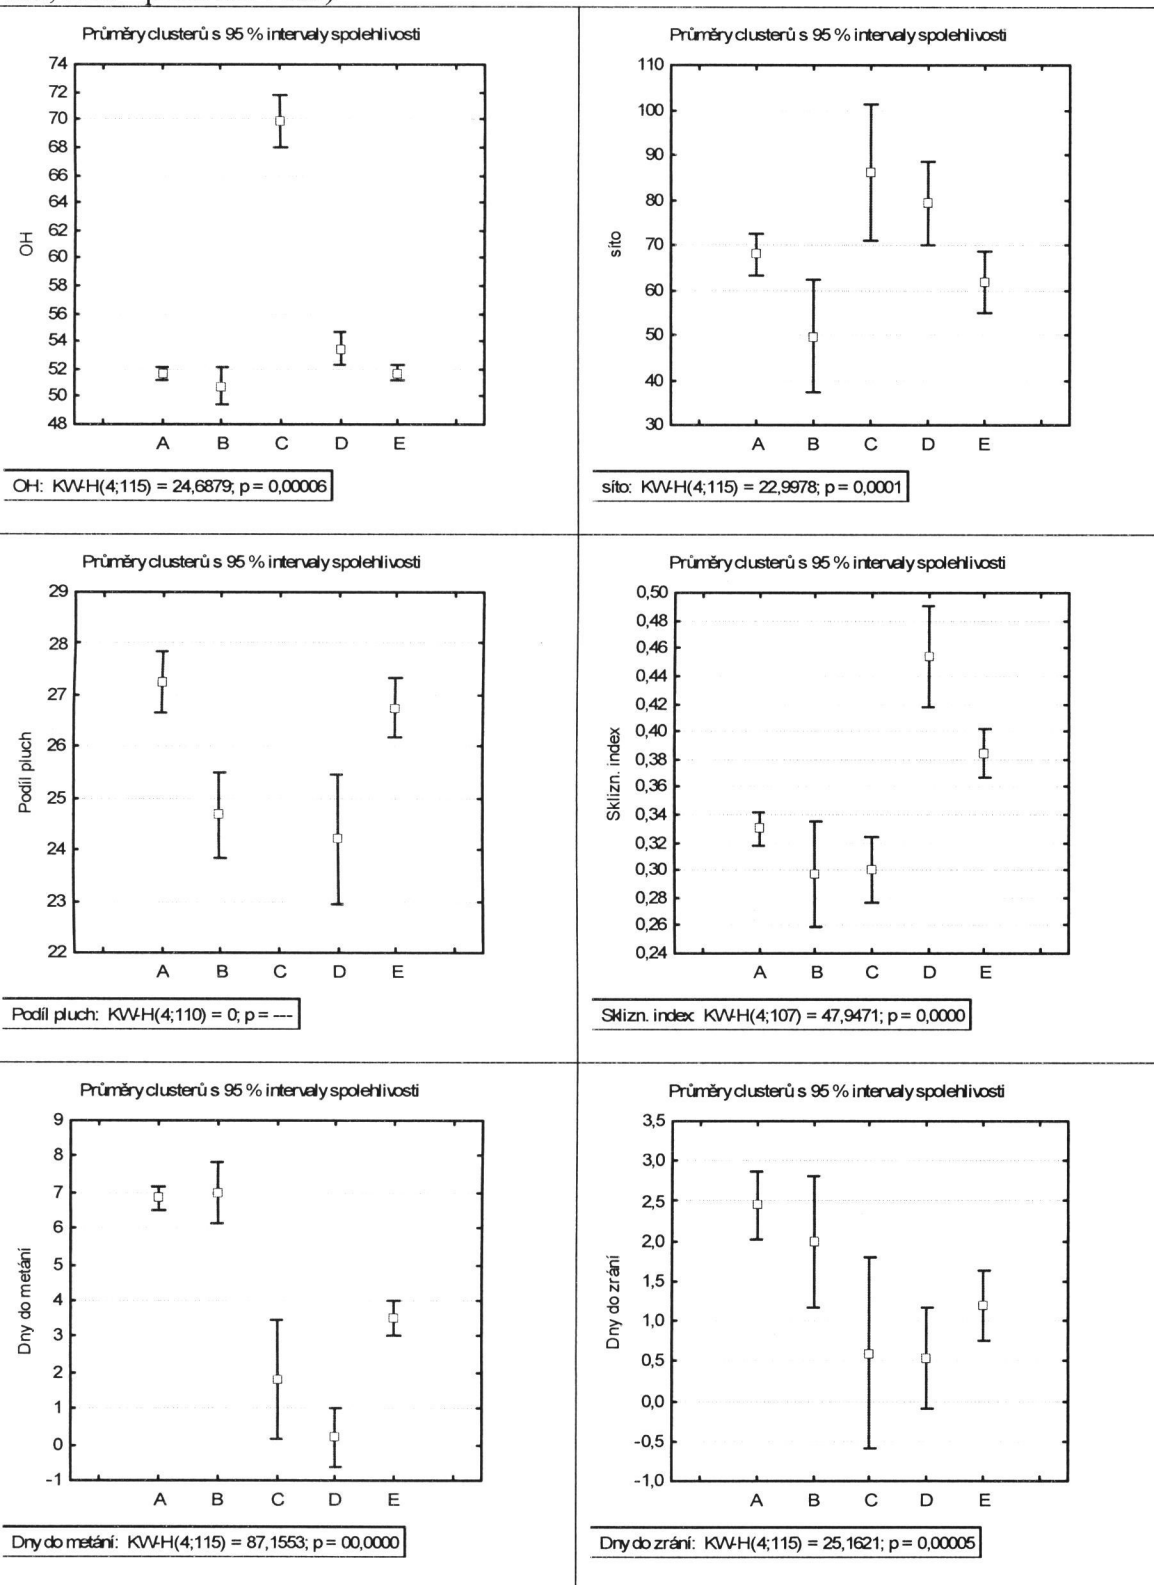 Průměry clusterů s 95 % intervaly spolehlivosti
74
72
70
68
66
64
62
60
58
56
54
52
50
48
OH
A B C D E
OH: KW-H(4;115) = 24,6879; p = 0,00006
Průměry clusterů s 95 % intervaly spolehlivosti
110
100
90
80
70
60
50
40
30
síto
A B C D E
síto: KW-H(4;115) = 22,9978; p = 0,0001
Průměry clusterů s 95 % intervaly spolehlivosti
29
28
27
26
25
24
23
22
Podíl pluch
A B C D E
Podíl pluch: KW-H(4;110) = 0; p = ---
Průměry clusterů s 95 % intervaly spolehlivosti
0,50
0,48
0,46
0,44
0,42
0,40
0,38
0,36
0,34
0,32
0,30
0,28
0,26
0,24
Sklizn. index
A B C D E
Sklizn. index: KW-H(4;107) = 47,9471; p = 0,0000
Průměry clusterů s 95 % intervaly spolehlivosti
9
8
7
6
5
4
3
2
1
0
-1
Dny do metání
A B C D E
Dny do metání: KW-H(4;115) = 87,1553; p = 00,0000
Průměry clusterů s 95 % intervaly spolehlivosti
3,5
3,0
2,5
2,0
1,5
1,0
0,5
0,0
-0,5
-1,0
Dny do zrání
A B C D E
Dny do zrání: KW-H(4;115) = 25,1621; p = 0,00005